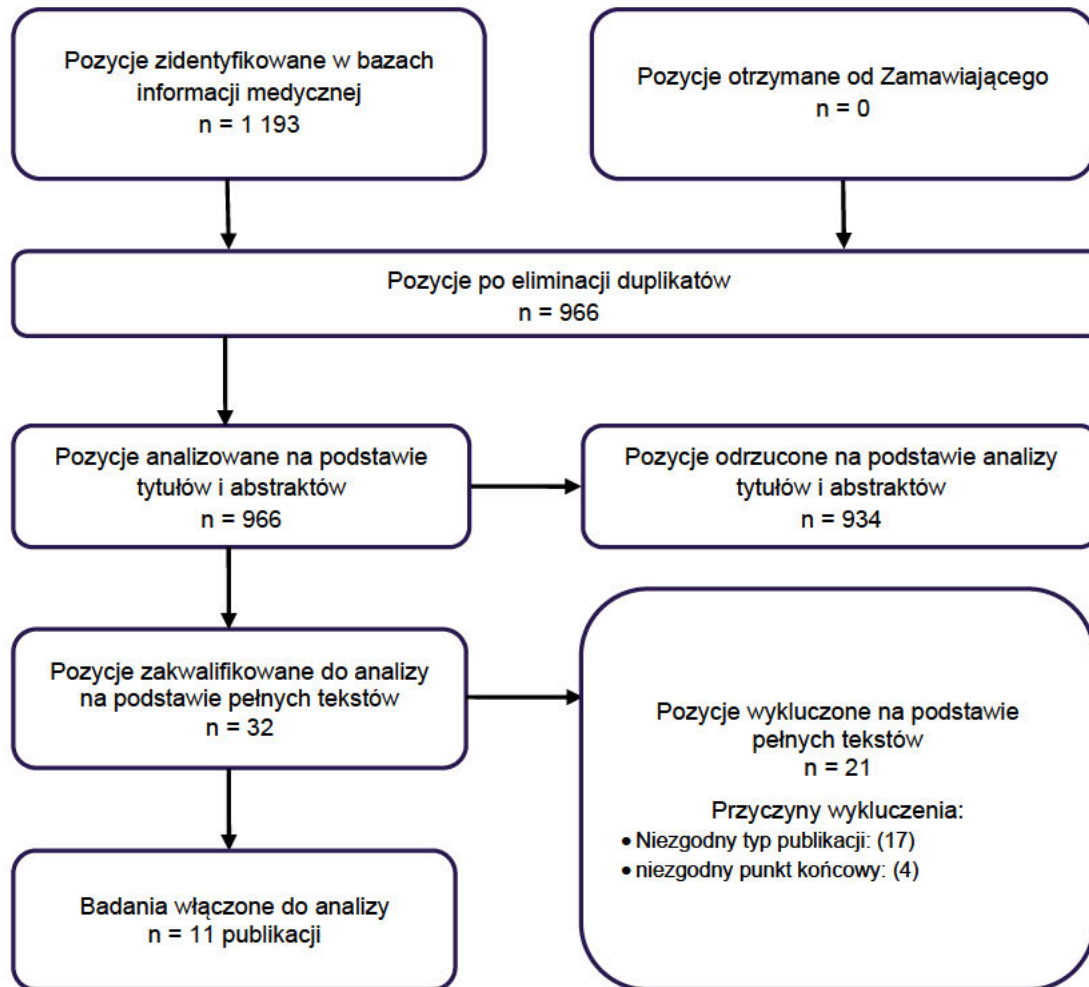 Pozycje zidentyfikowane w bazach
informacji medycznej
n = 1 193
Pozycje otrzymane od Zamawiającego
n = 0
Pozycje po eliminacji duplikatów
n = 966
Pozycje analizowane na podstawie
tytułów i abstraktów
n = 966
Pozycje odrzucone na podstawie analizy
tytułów i abstraktów
n = 934
Pozycje zakwalifikowane do analizy
na podstawie pełnych tekstów
n = 32
Pozycje wykluczone na podstawie
pełnych tekstów
n = 21
Przyczyny wykluczenia:
• Niezgodny typ publikacji: (17)
• niezgodny punkt końcowy: (4)
Badania włączone do analizy
n = 11 publikacji